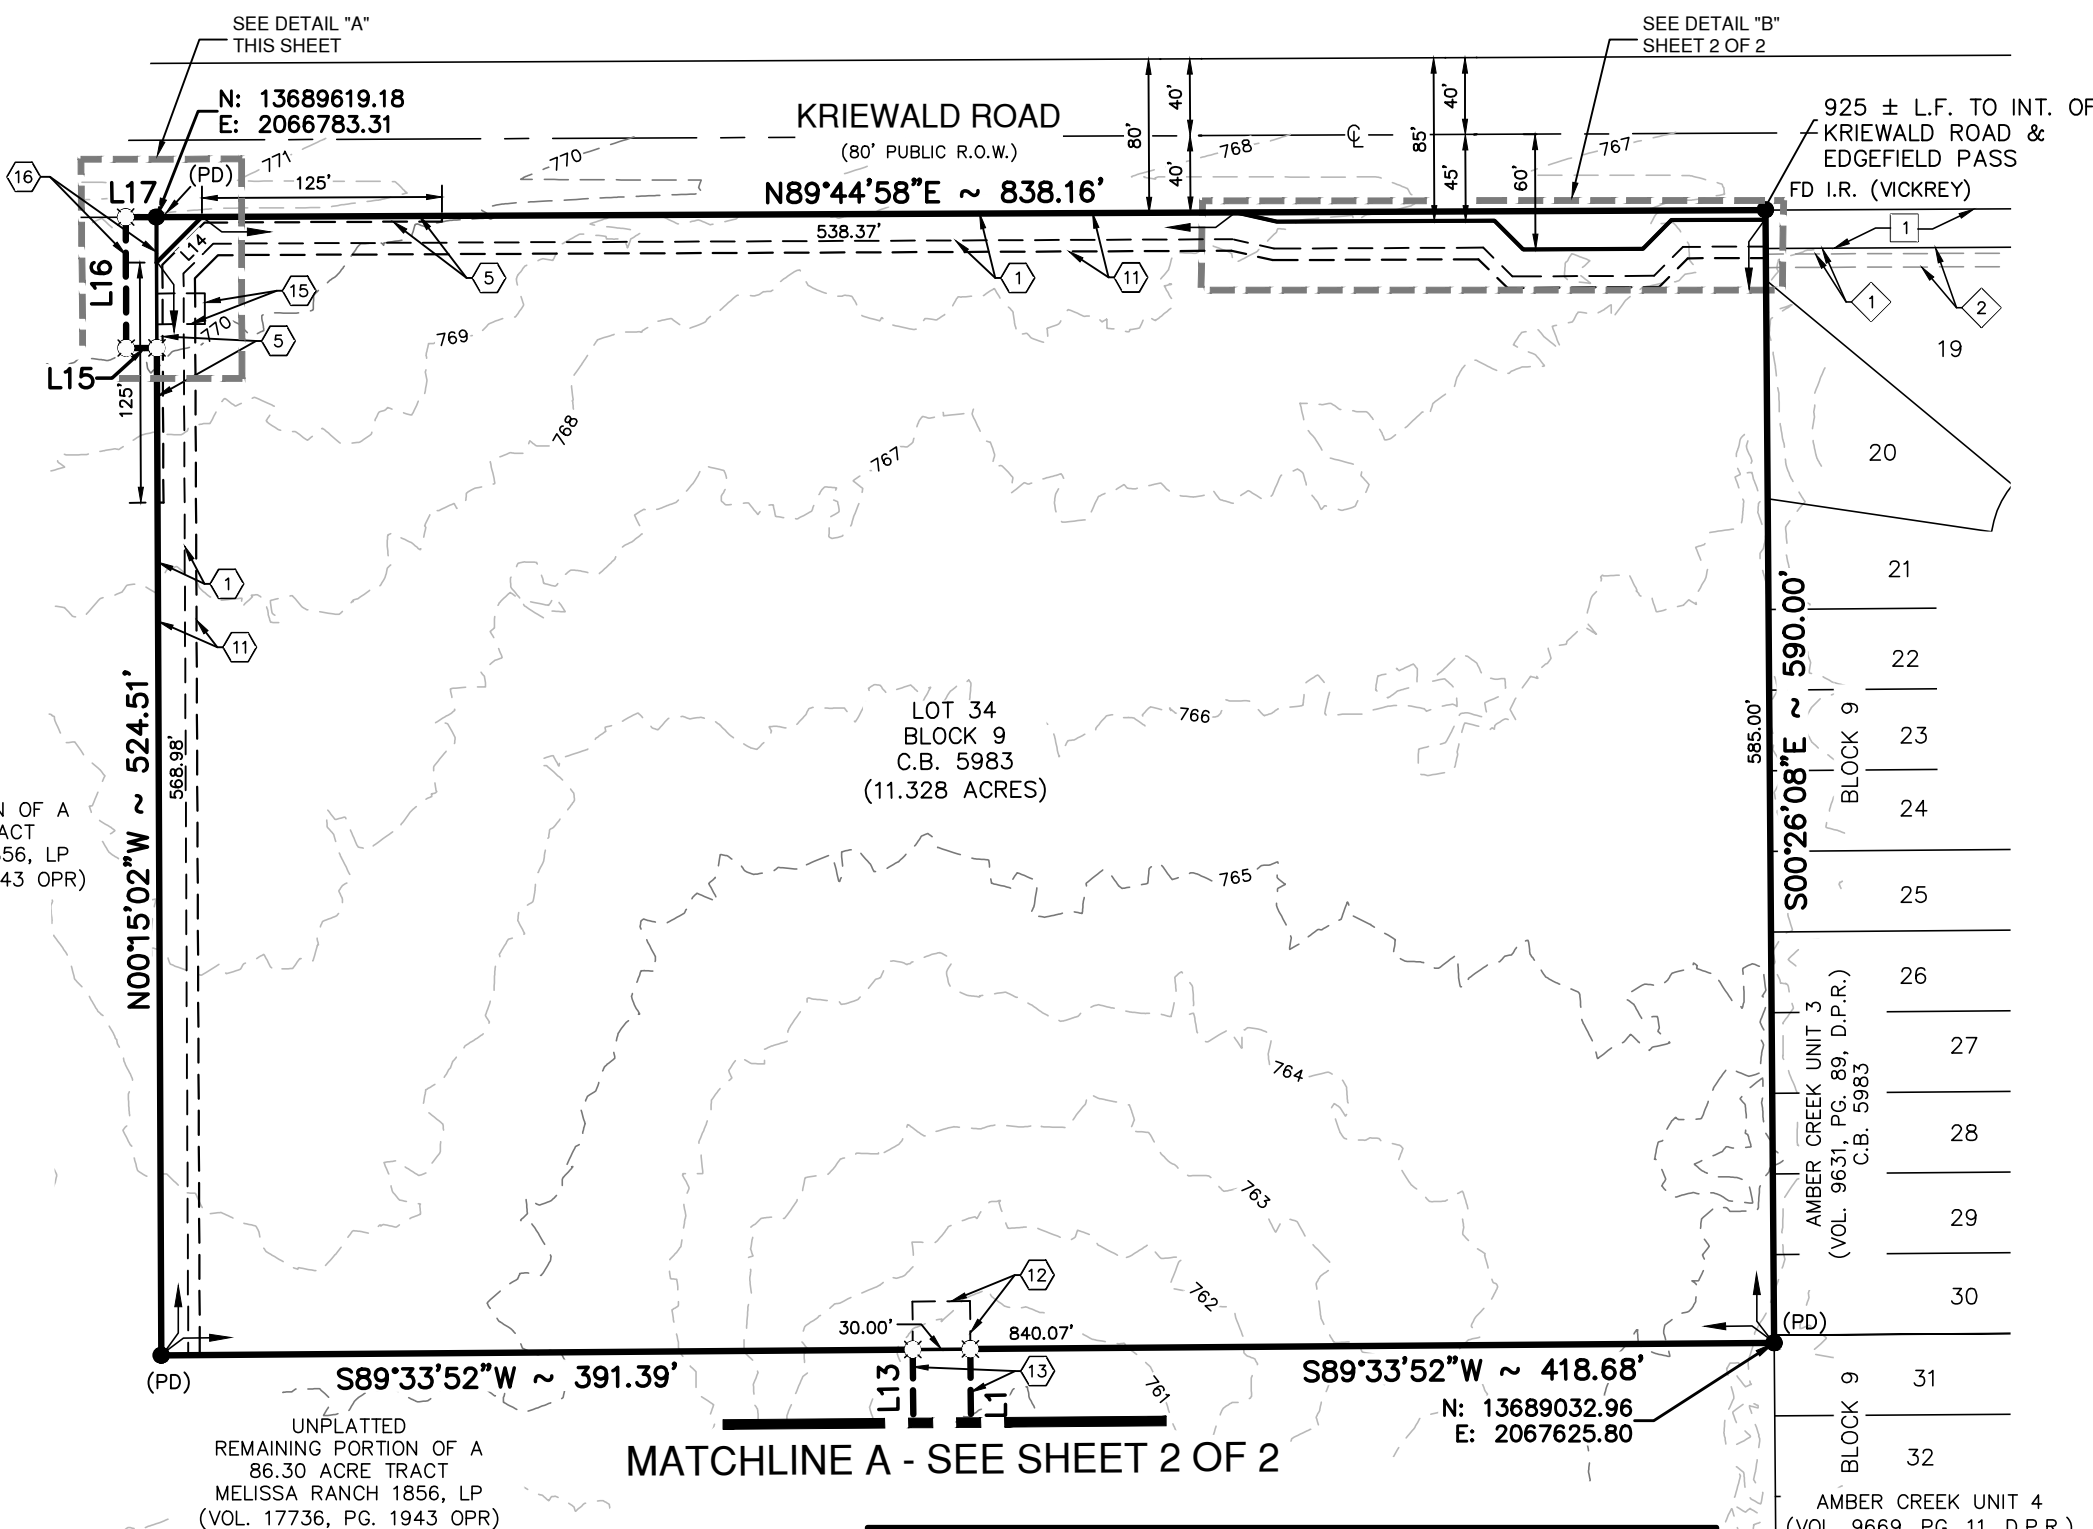 SEE DETAIL "A"
THIS SHEET
SEE DETAIL "B"
SHEET 2 OF 2
N: 13689619.18
E: 2066783.31
KRIEWALD ROAD
(80' PUBLIC R.O.W.)
80'
40'
40'
85'
40'
45'
60'
℄
925 ± L.F. TO INT. OF
KRIEWALD ROAD &
EDGEFIELD PASS
FD I.R. (VICKREY)
771
770
768
767
16
L17
(PD)
125'
N89°44'58"E ~ 838.16'
538.37'
L14
L16
L15
125'
15
5
5
770
1
11
1
1
2
769
768
767
19
20
21
22
23
24
25
26
27
28
29
30
31
32
1
11
N00°15'02"W ~ 524.51'
568.98'
LOT 34
BLOCK 9
C.B. 5983
(11.328 ACRES)
766
765
764
763
762
761
585.00'
S00°26'08"E ~ 590.00'
BLOCK 9
AMBER CREEK UNIT 3
(VOL. 9631, PG. 89, D.P.R.)
C.B. 5983
N OF A
ACT
56, LP
43 OPR)
12
30.00'
840.07'
13
L13
L1
(PD)
(PD)
S89°33'52"W ~ 391.39'
S89°33'52"W ~ 418.68'
N: 13689032.96
E: 2067625.80
MATCHLINE A - SEE SHEET 2 OF 2
UNPLATTED
REMAINING PORTION OF A
86.30 ACRE TRACT
MELISSA RANCH 1856, LP
(VOL. 17736, PG. 1943 OPR)
BLOCK 9
AMBER CREEK UNIT 4
(VOL. 9669, PG. 11, D.P.R.)